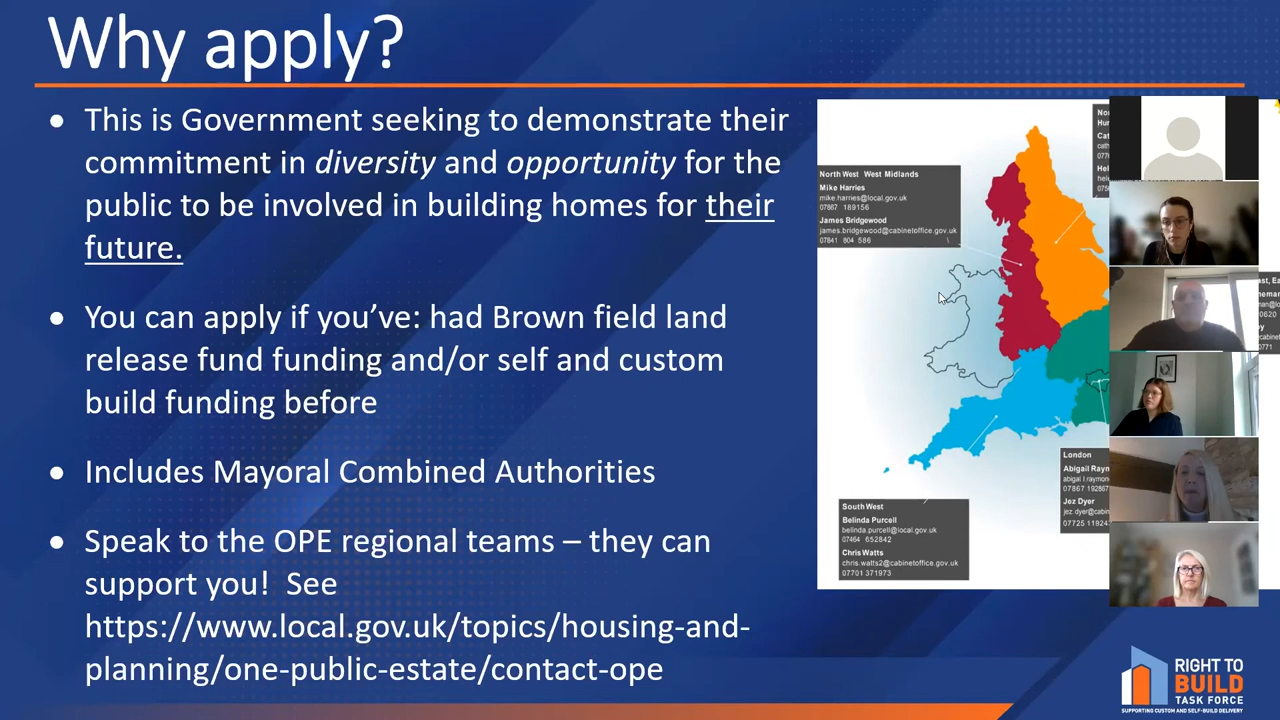 Why apply?
• This is Government seeking to demonstrate their
commitment in diversity and opportunity for the
public to be involved in building homes for their
future.
• You can apply if you’ve: had Brown field land
release fund funding and/or self and custom
build funding before
• Includes Mayoral Combined Authorities
• Speak to the OPE regional teams – they can
support you! See
https://www.local.gov.uk/topics/housing-and-
planning/one-public-estate/contact-ope
North West West Midlands
Mike Harries
mike.harries@local.gov.uk
07867 189156
James Bridgewood
james.bridgewood@cabinetoffice.gov.uk
07841 804 586
South West
Belinda Purcell
belinda.purcell@local.gov.uk
07464 652842
Chris Watts
chris.watts2@cabinetoffice.gov.uk
07701 371973
London
Abigail
Jez Dyer
RIGHT TO
BUILD
TASK FORCE
SUPPORTING CUSTOM AND SELF-BUILD DELIVERY